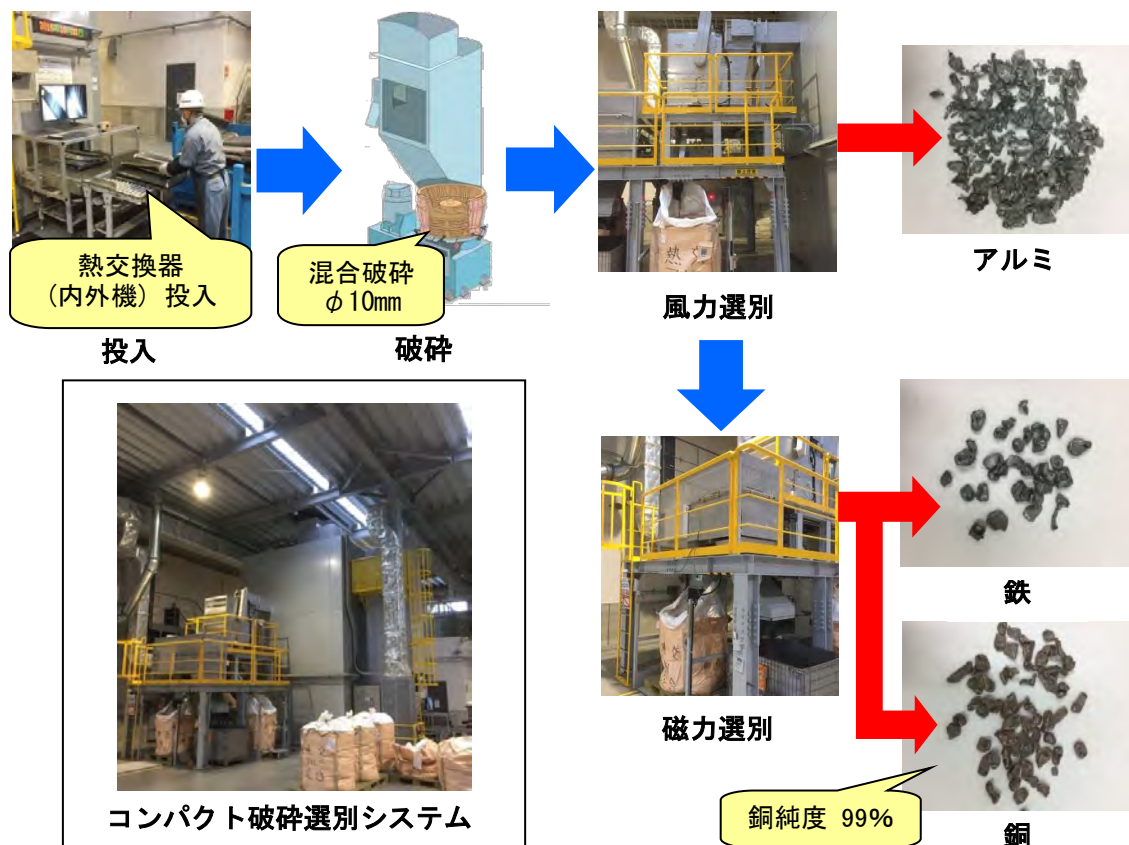 熱交換器
(内外機) 投入
投入
混合破砕
φ10mm
破砕
風力選別
熱
アルミ
磁力選別
鉄
銅純度 99%
銅
コンパクト破砕選別システム